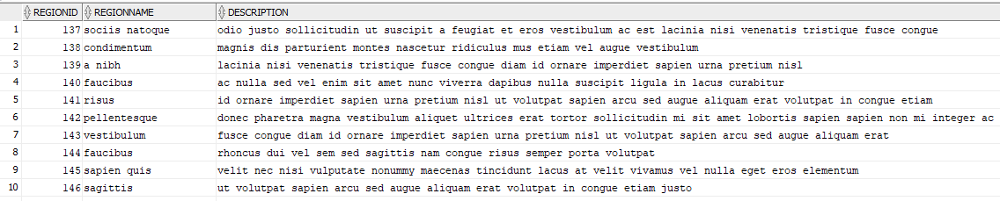 REGIONID REGIONNAME DESCRIPTION
1 137 sociis natoque odio justo sollicitudin ut suscipit a feugiat et eros vestibulum ac est lacinia nisi venenatis tristique fusce congue
2 138 condimentum magnis dis parturient montes nascetur ridiculus mus etiam vel augue vestibulum
3 139 a nibh lacinia nisi venenatis tristique fusce congue diam id ornare imperdiet sapien urna pretium nisl
4 140 faucibus ac nulla sed vel enim sit amet nunc viverra dapibus nulla suscipit ligula in lacus curabitur
5 141 risus id ornare imperdiet sapien urna pretium nisl ut volutpat sapien arcu sed augue aliquam erat volutpat in congue etiam
6 142 pellentesque donec pharetra magna vestibulum aliquet ultrices erat tortor sollicitudin mi sit amet lobortis sapien sapien non mi integer ac
7 143 vestibulum fusce congue diam id ornare imperdiet sapien urna pretium nisl ut volutpat sapien arcu sed augue aliquam erat
8 144 faucibus rhoncus dui vel sem sed sagittis nam congue risus semper porta volutpat
9 145 sapien quis velit nec nisi vulputate nonummy maecenas tincidunt lacus at velit vivamus vel nulla eget eros elementum
10 146 sagittis ut volutpat sapien arcu sed augue aliquam erat volutpat in congue etiam justo